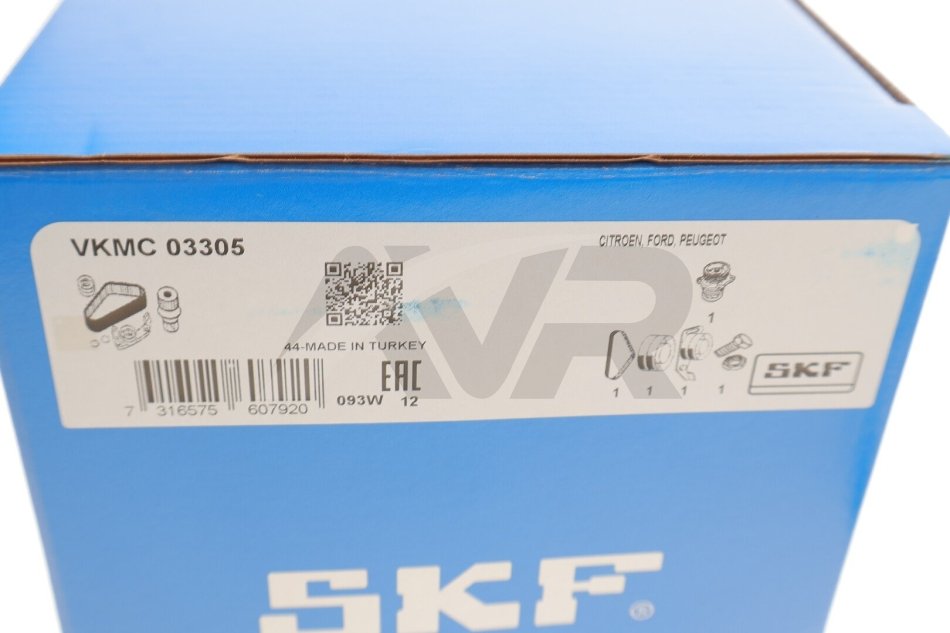 VKMC 03305
CITROEN, FORD, PEUGEOT
AVR
1
44-MADE IN TURKEY
EAC
SKF
1 1 1 1
093W 12
7 316575 607920
SKF®